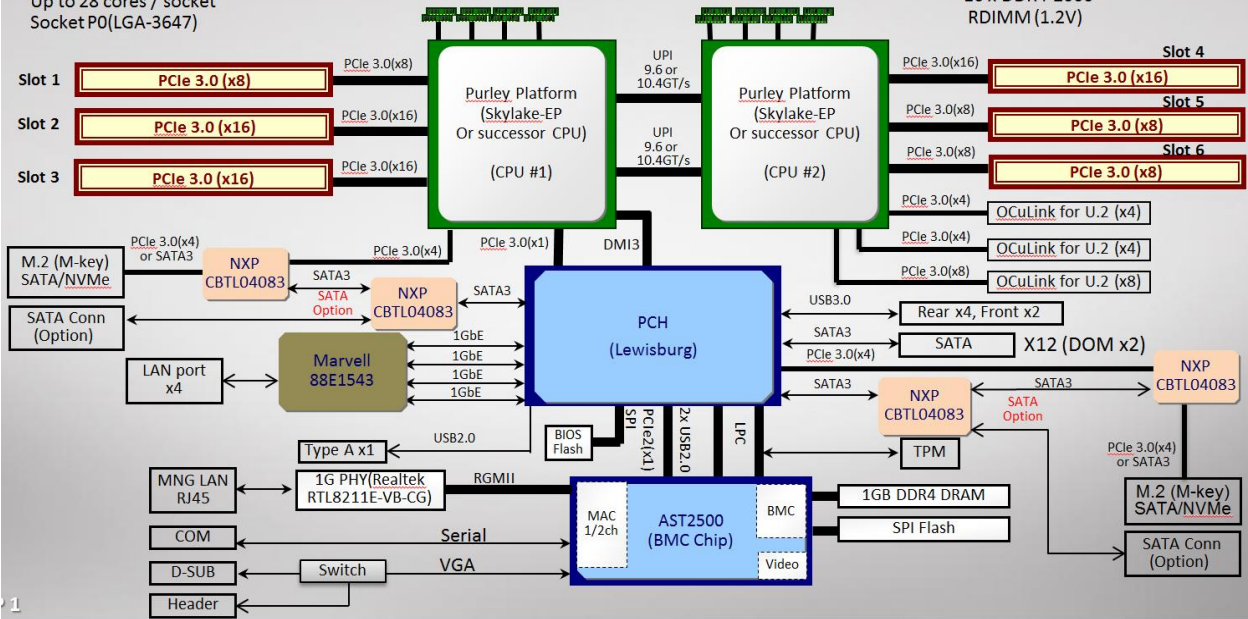 Up to 28 cores / socket
Socket P0(LGA-3647)
RDIMM (1.2V)
Slot 1
PCIe 3.0 (x8)
PCIe 3.0(x8)
Slot 2
PCIe 3.0 (x16)
PCIe 3.0(x16)
Slot 3
PCIe 3.0 (x16)
PCIe 3.0(x16)
Purley Platform
(Skylake-EP
Or successor CPU)
(CPU #1)
UPI
9.6 or
10.4GT/s
UPI
9.6 or
10.4GT/s
Purley Platform
(Skylake-EP
Or successor CPU)
(CPU #2)
PCIe 3.0(x16)
Slot 4
PCIe 3.0 (x16)
PCIe 3.0(x8)
Slot 5
PCIe 3.0 (x8)
PCIe 3.0(x8)
Slot 6
PCIe 3.0 (x8)
PCIe 3.0(x4)
OCuLink for U.2 (x4)
PCIe 3.0(x4)
OCuLink for U.2 (x4)
PCIe 3.0(x8)
OCuLink for U.2 (x8)
M.2 (M-key)
SATA/NVMe
PCIe 3.0(x4)
or SATA3
NXP
CBTL04083
PCIe 3.0(x4)
PCIe 3.0(x1)
DMI3
SATA3
SATA
Option
NXP
CBTL04083
SATA3
SATA Conn
(Option)
PCH
(Lewisburg)
USB3.0
Rear x4, Front x2
SATA3
SATA
X12 (DOM x2)
PCIe 3.0(x4)
NXP
CBTL04083
SATA3
NXP
CBTL04083
SATA3
SATA
Option
LAN port
x4
Marvell
88E1543
1GbE
1GbE
1GbE
1GbE
USB2.0
Type A x1
BIOS
Flash
SPI
PCIe2(x1)
2x USB2.0
LPC
TPM
PCIe 3.0(x4)
or SATA3
M.2 (M-key)
SATA/NVMe
SATA Conn
(Option)
MNG LAN
RJ45
1G PHY(Realtek
RTL8211E-VB-CG)
RGMII
MAC
1/2ch
AST2500
(BMC Chip)
BMC
Video
1GB DDR4 DRAM
SPI Flash
COM
Serial
D-SUB
Switch
VGA
Header
1